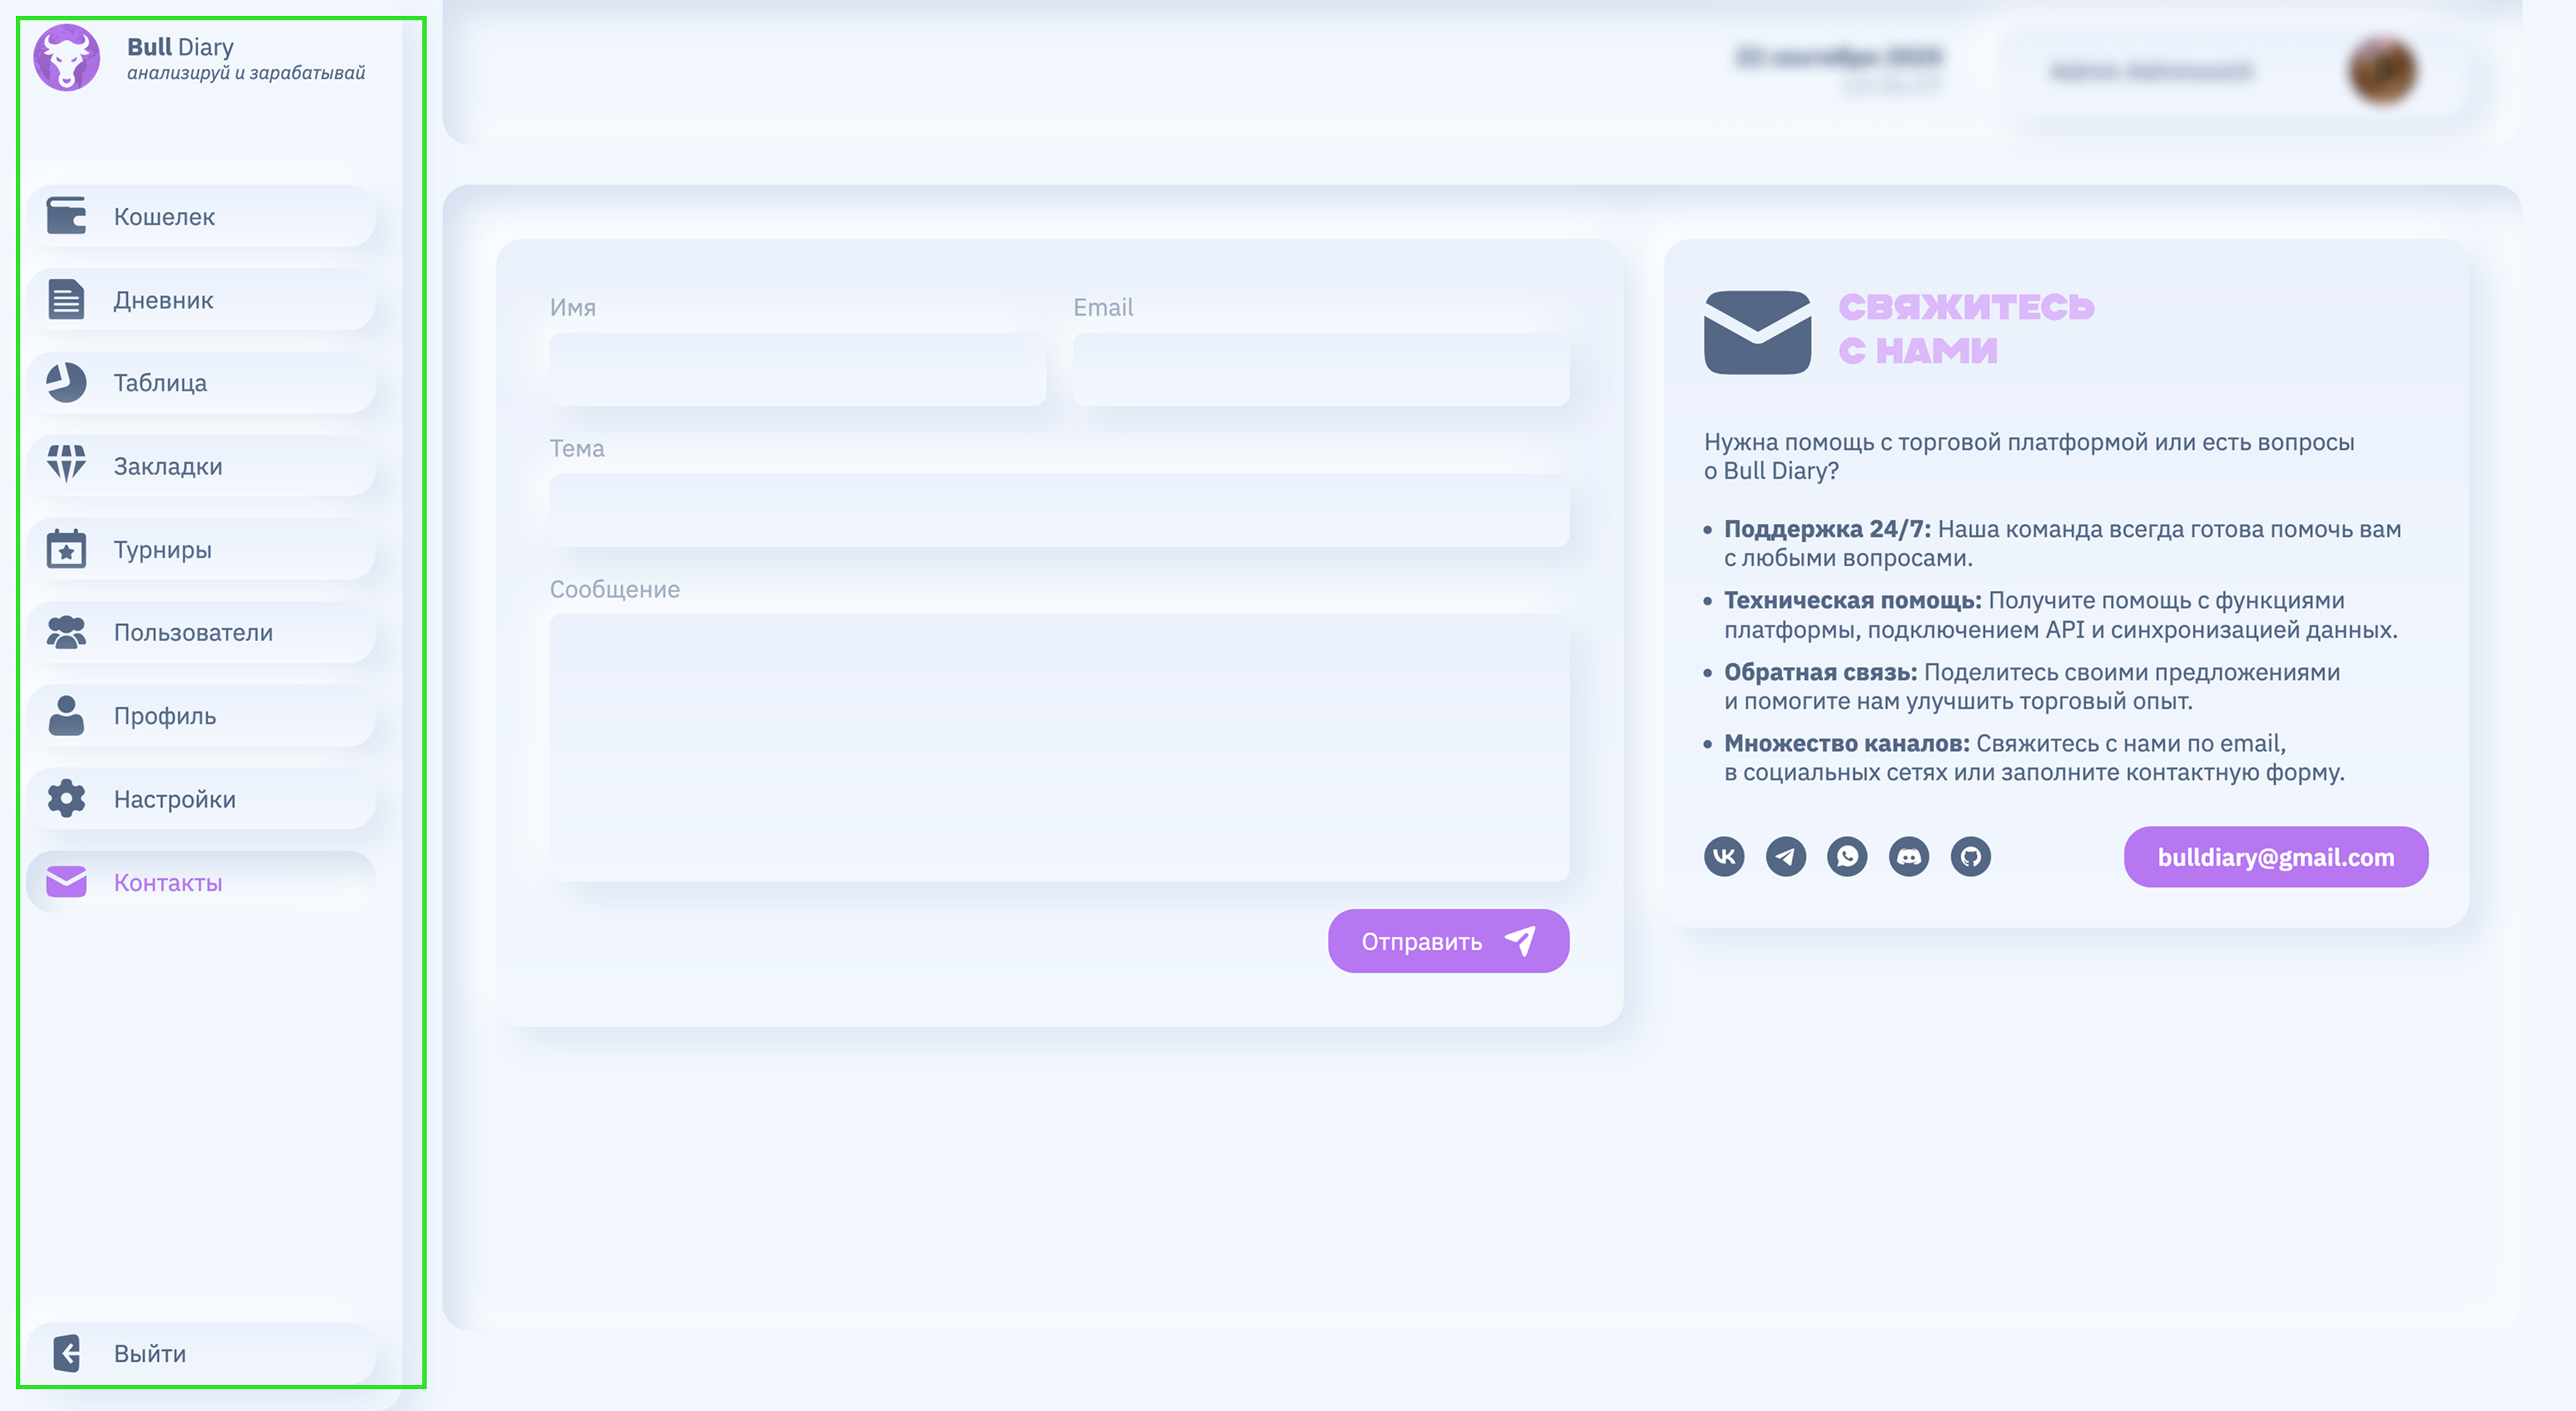 Bull Diary
анализируй и зарабатывай
Кошелек
Дневник
Таблица
Закладки
Турниры
Пользователи
Профиль
Настройки
Контакты
Выйти
Имя
Email
Тема
Сообщение
Отправить
СВЯЖИТЕСЬ
С НАМИ
Нужна помощь с торговой платформой или есть вопросы
о Bull Diary?
• Поддержка 24/7: Наша команда всегда готова помочь вам
с любыми вопросами.
• Техническая помощь: Получите помощь с функциями
платформы, подключением API и синхронизацией данных.
• Обратная связь: Поделитесь своими предложениями
и помогите нам улучшить торговый опыт.
• Множество каналов: Свяжитесь с нами по email,
в социальных сетях или заполните контактную форму.
bulldiary@gmail.com